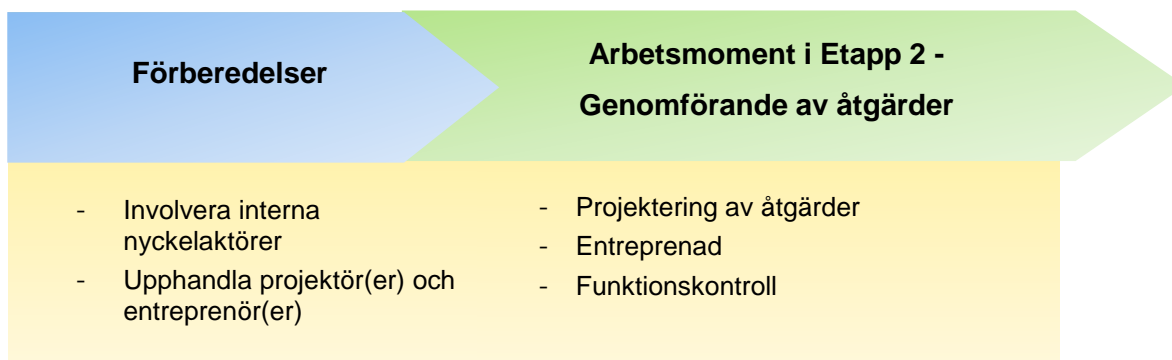 Förberedelser
Arbetsmoment i Etapp 2 -
Genomförande av åtgärder
- Involvera interna
nyckelaktörer
- Upphandla projektör(er) och
entreprenör(er)
- Projektering av åtgärder
- Entreprenad
- Funktionskontroll